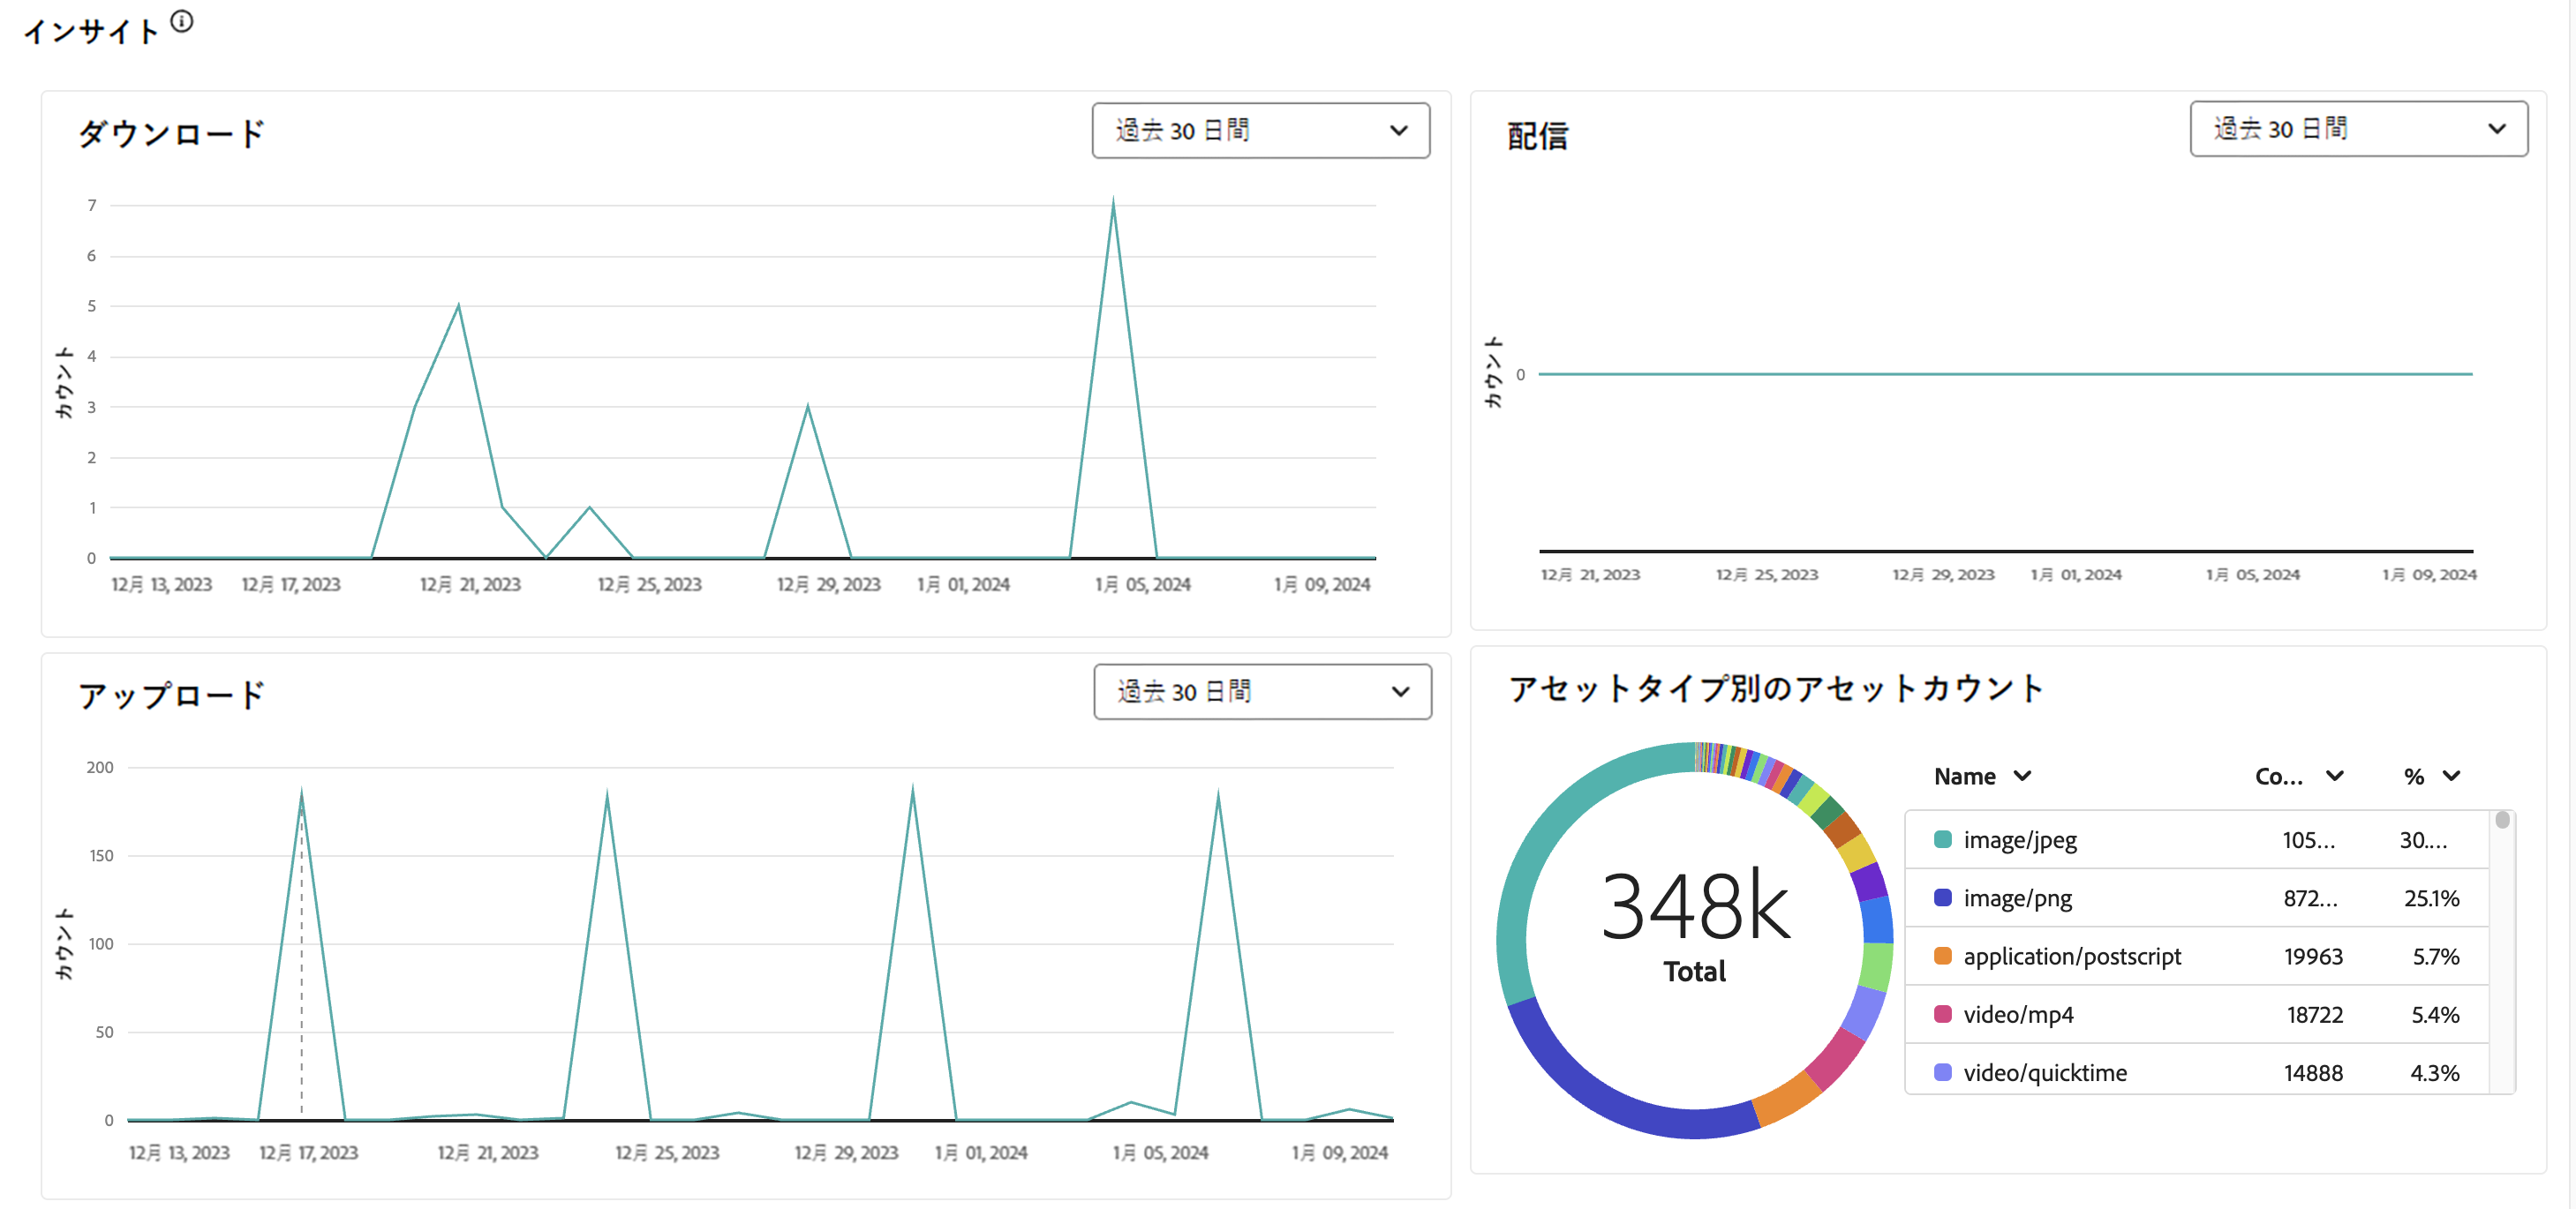 インサイト
ダウンロード
過去 30 日間
カウント
7
6
5
4
3
2
1
0
12月 13, 2023 12月 17, 2023 12月 21, 2023 12月 25, 2023 12月 29, 2023 1月 01, 2024 1月 05, 2024 1月 09, 2024
配信
過去 30 日間
カウント
0
12月 21, 2023 12月 25, 2023 12月 29, 2023 1月 01, 2024 1月 05, 2024 1月 09, 2024
アップロード
過去 30 日間
カウント
200
150
100
50
0
12月 13, 2023 12月 17, 2023 12月 21, 2023 12月 25, 2023 12月 29, 2023 1月 01, 2024 1月 05, 2024 1月 09, 2024
アセットタイプ別のアセットカウント
348k
Total
Name Co... %
image/jpeg 105... 30....
image/png 872... 25.1%
application/postscript 19963 5.7%
video/mp4 18722 5.4%
video/quicktime 14888 4.3%